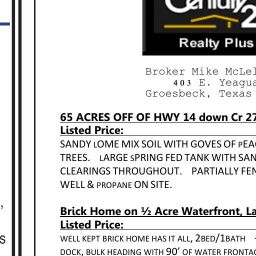 Century
2
Realty Plus
Broker Mike McLel
403 E. Yeagua
Groesbeck, Texas
65 ACRES OFF OF HWY 14 down Cr 27
Listed Price:
SANDY LOME MIX SOIL WITH GOVES OF PEA
TREES. LARGE SPRING FED TANK WITH SAN
CLEARINGS THROUGHOUT. PARTIALLY FEN
WELL & PROPANE ON SITE.
Brick Home on ½ Acre Waterfront, La
Listed Price:
WELL KEPT BRICK HOME HAS IT ALL, 2BED/1BATH
DOCK, BULK HEADING WITH 90' OF WATER FRONTAG